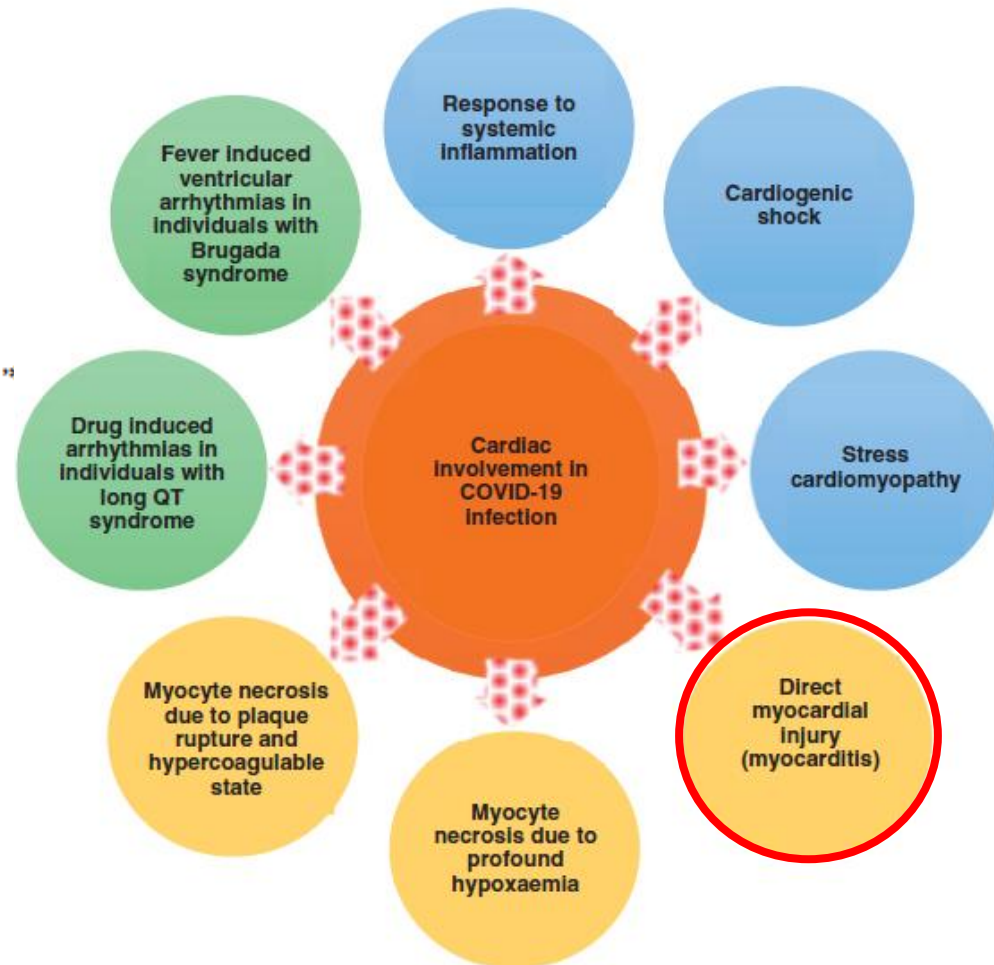 Response to
systemic
inflammation
Cardiogenic
shock
Stress
cardiomyopathy
Direct
myocardial
injury
(myocarditis)
Myocyte
necrosis due to
profound
hypoxaemia
Myocyte necrosis
due to plaque
rupture and
hypercoagulable
state
Drug induced
arrhythmias in
individuals with
long QT
syndrome
Fever induced
ventricular
arrhythmias in
individuals with
Brugada
syndrome
Cardiac
involvement in
COVID-19
infection